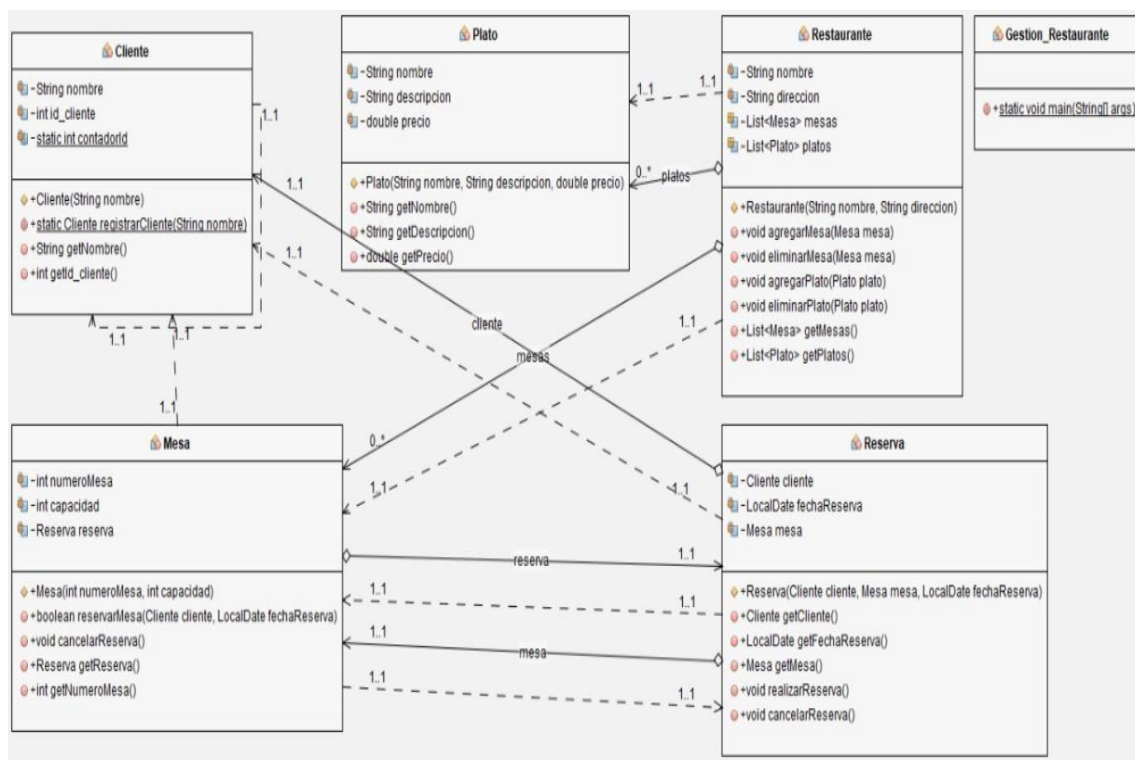 Cliente
-String nombre
-int id_cliente
-static int contadorId
+Cliente(String nombre)
+static Cliente registrarCliente(String nombre)
+String getNombre()
+int getId_cliente()
1..1
1..1
1..1
1..1
Plato
-String nombre
-String descripcion
-double precio
+Plato(String nombre, String descripcion, double precio)
+String getNombre()
+String getDescripcion()
+double getPrecio()
1..1
1..1
0..*
platos
Restaurante
-String nombre
-String direccion
-List<Mesa> mesas
-List<Plato> platos
+Restaurante(String nombre, String direccion)
+void agregarMesa(Mesa mesa)
+void eliminarMesa(Mesa mesa)
+void agregarPlato(Plato plato)
+void eliminarPlato(Plato plato)
+List<Mesa> getMesas()
+List<Plato> getPlatos()
Gestion_Restaurante
+static void main(String[] args)
1..1
1..1
1..1
cliente
mesas
0..*
1..1
1..1
Mesa
-int numeroMesa
-int capacidad
-Reserva reserva
+Mesa(int numeroMesa, int capacidad)
+boolean reservarMesa(Cliente cliente, LocalDate fechaReserva)
+void cancelarReserva()
+Reserva getReserva()
+int getNumeroMesa()
reserva
1..1
1..1
1..1
1..1
mesa
1..1
1..1
Reserva
-Cliente cliente
-LocalDate fechaReserva
-Mesa mesa
+Reserva(Cliente cliente, Mesa mesa, LocalDate fechaReserva)
+Cliente getCliente()
+LocalDate getFechaReserva()
+Mesa getMesa()
+void realizarReserva()
+void cancelarReserva()